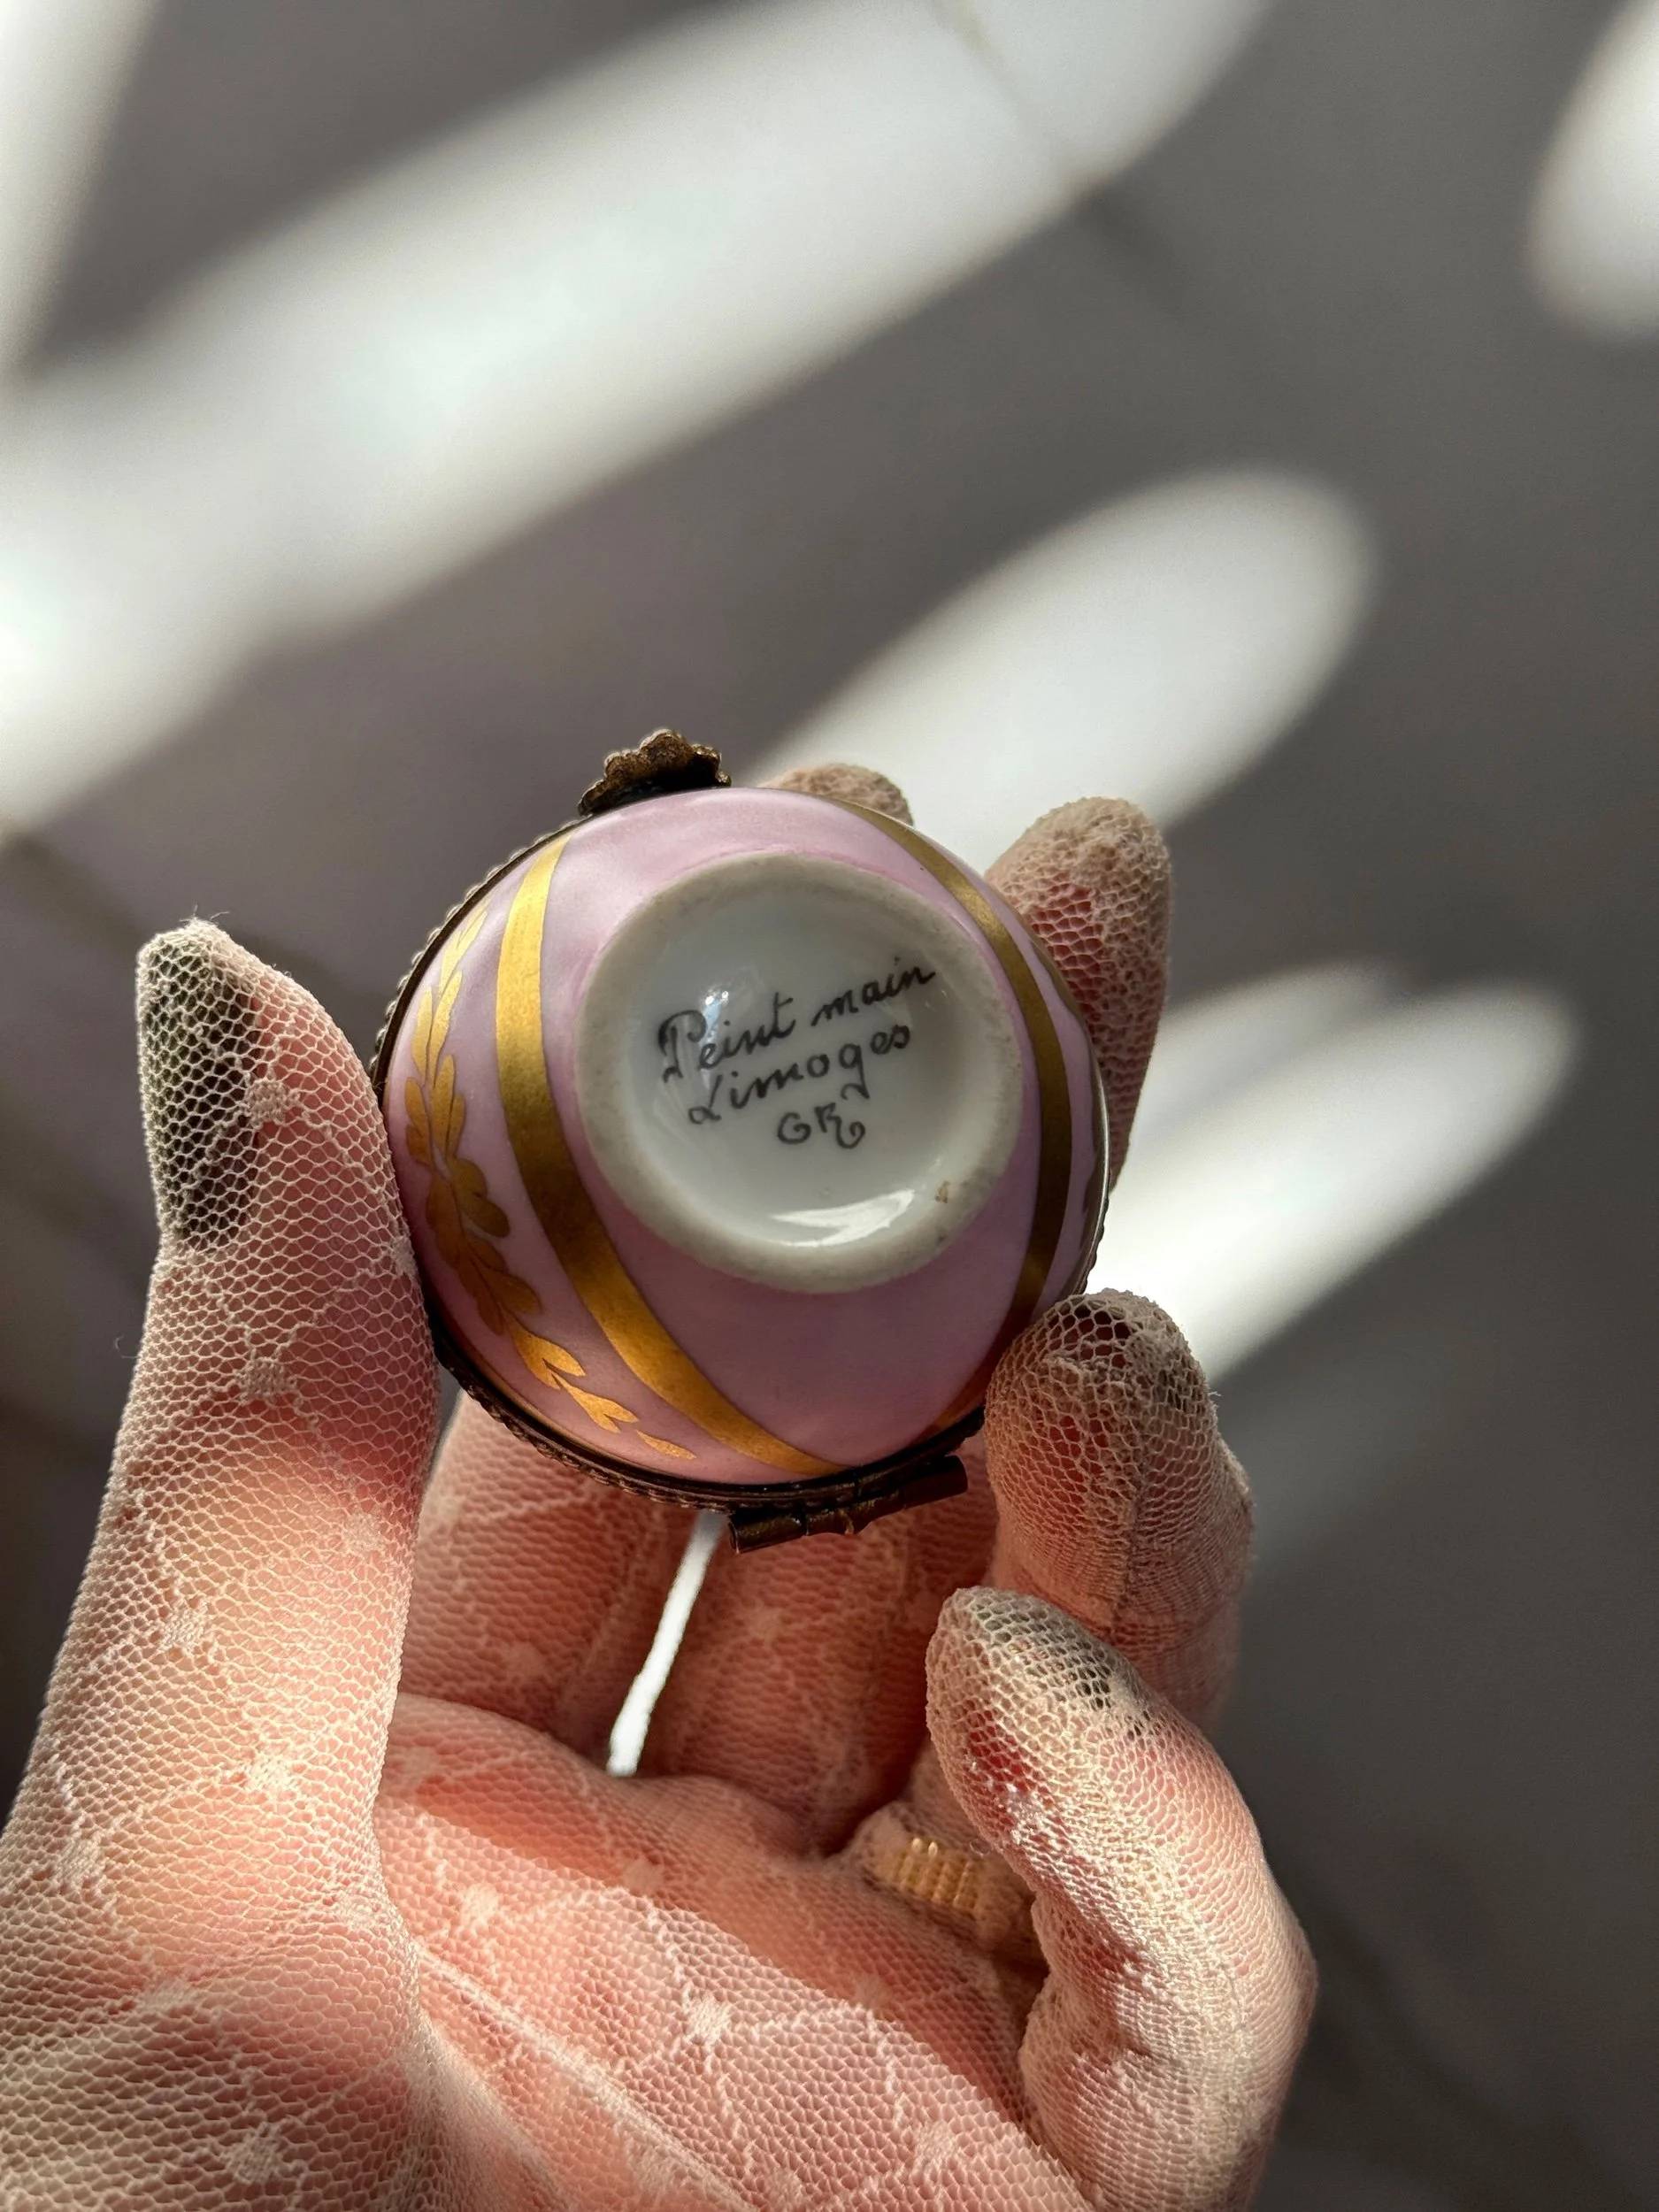 Peint main
Limoges
GR